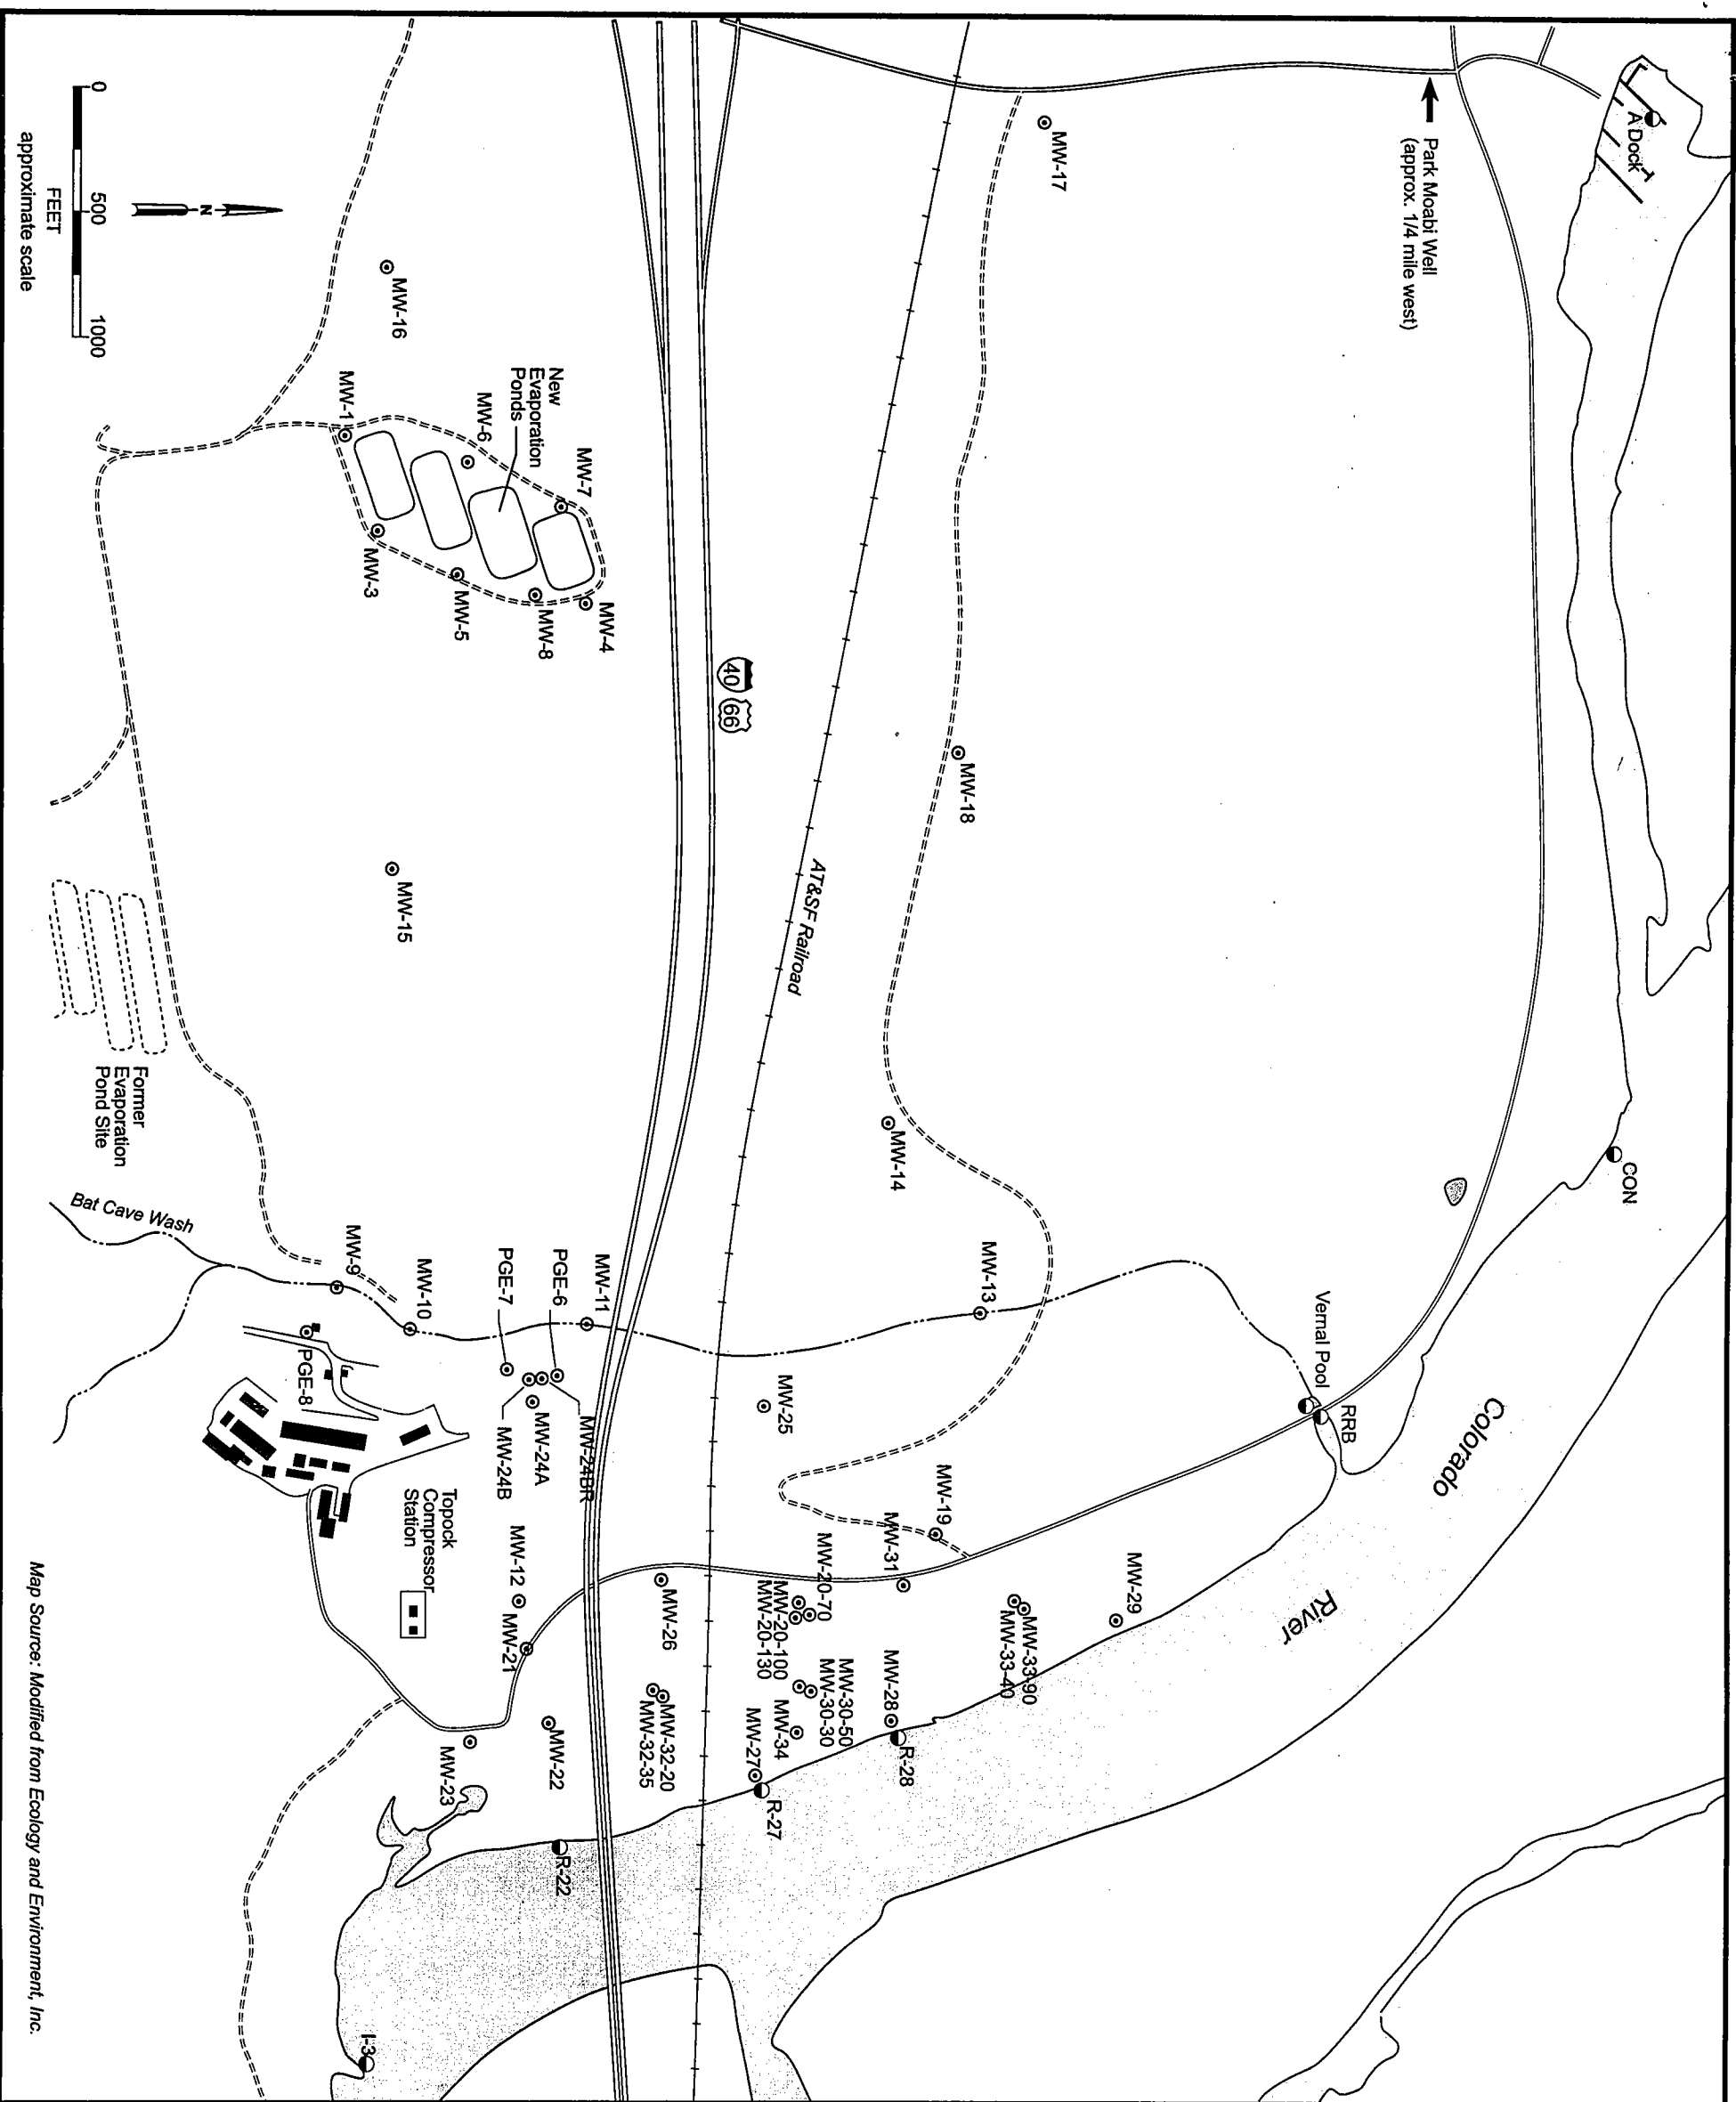 A Dock
Park Moabi Well
(approx. 1/4 mile west)
CON
Colorado
River
Vernal Pool
RRB
MW-17
MW-18
MW-14
MW-13
AT&SF Railroad
40
66
MW-16
New
Evaporation
Ponds
MW-1
MW-6
MW-7
MW-3
MW-5
MW-8
MW-4
MW-15
MW-25
MW-19
MW-31
MW-29
MW-33-90
MW-33-40
MW-20-70
MW-20-100
MW-20-130
MW-30-50
MW-30-30
MW-28
R-28
MW-34
MW-27
R-27
MW-26
MW-32-20
MW-32-35
MW-11
PGE-6
PGE-7
MW-24BR
MW-24A
MW-24B
MW-12
MW-21
MW-22
MW-23
R-22
MW-10
MW-9
PGE-8
Topock
Compressor
Station
Bat Cave Wash
Former
Evaporation
Pond Site
I-3
N
0 500 1000
FEET
approximate scale
Map Source: Modified from Ecology and Environment, Inc.